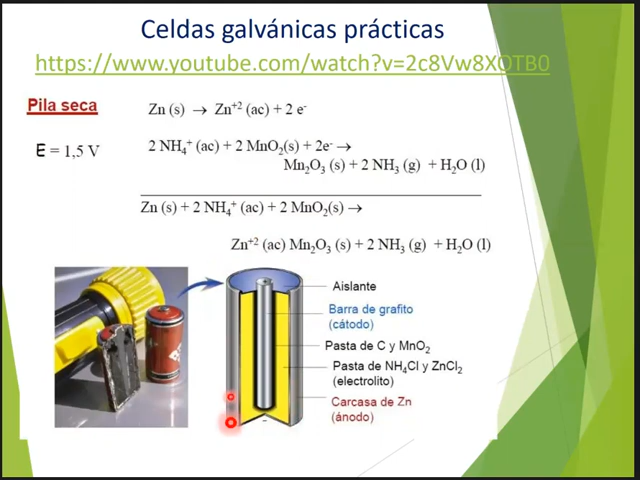 Celdas galvánicas prácticas
https://www.youtube.com/watch?v=2c8Vw8XOTB0
Pila seca
Zn (s) → Zn⁺² (ac) + 2 e⁻
E = 1,5 V
2 NH₄⁺ (ac) + 2 MnO₂(s) + 2e⁻ →
Mn₂O₃ (s) + 2 NH₃ (g) + H₂O (l)
Zn (s) + 2 NH₄⁺ (ac) + 2 MnO₂(s) →
Zn⁺² (ac) Mn₂O₃ (s) + 2 NH₃ (g) + H₂O (l)
Aislante
Barra de grafito
(cátodo)
Pasta de C y MnO₂
Pasta de NH₄Cl y ZnCl₂
(electrolito)
Carcasa de Zn
(ánodo)